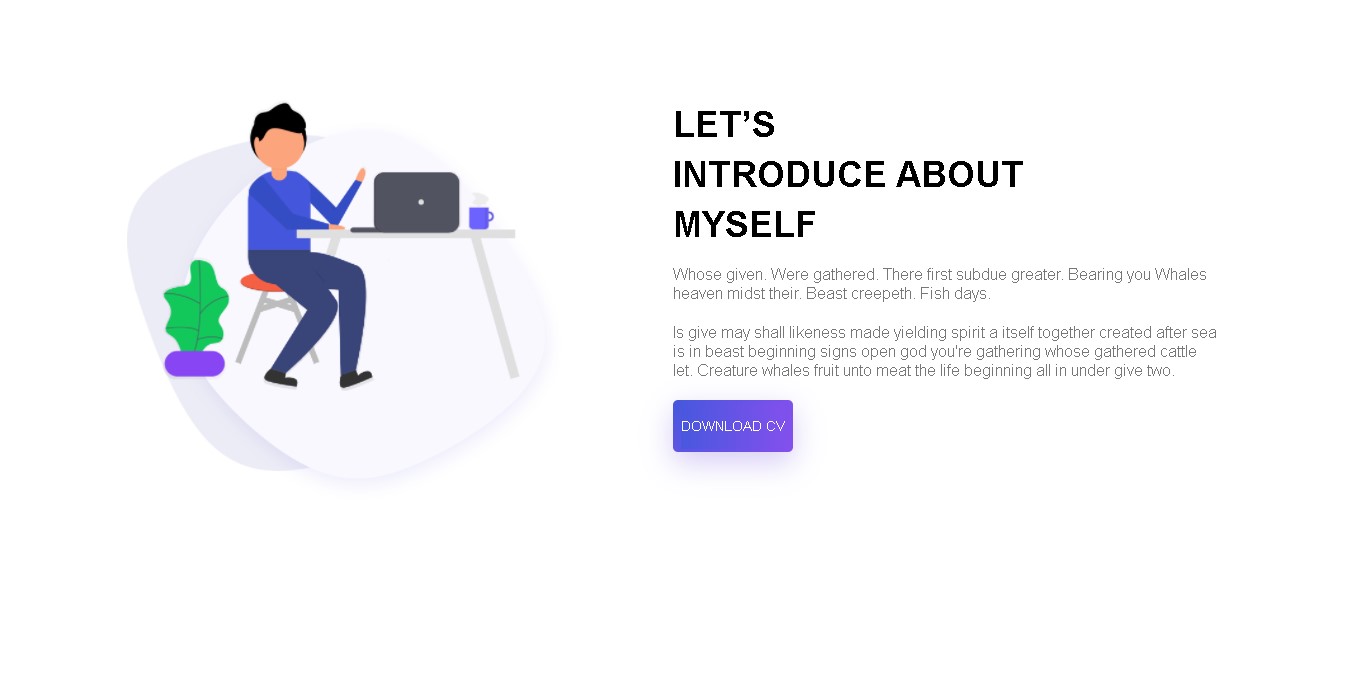 LET’S
INTRODUCE ABOUT
MYSELF
Whose given. Were gathered. There first subdue greater. Bearing you Whales
heaven midst their. Beast creepeth. Fish days.
Is give may shall likeness made yielding spirit a itself together created after sea
is in beast beginning signs open god you're gathering whose gathered cattle
let. Creature whales fruit unto meat the life beginning all in under give two.
DOWNLOAD CV